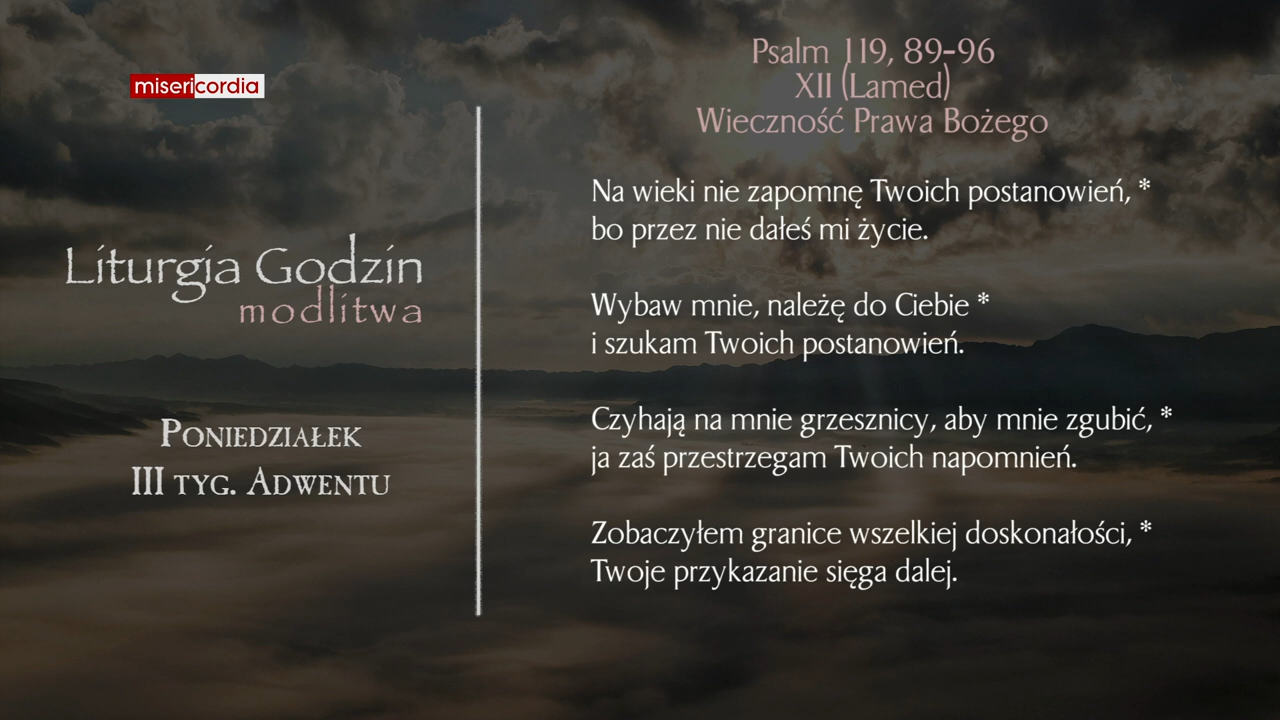 misericordia
Liturgia Godzin
modlitwa
Poniedziałek
III tyg. Adwentu
Psalm 119, 89-96
XII (Lamed)
Wieczność Prawa Bożego
Na wieki nie zapomnę Twoich postanowień, *
bo przez nie dałeś mi życie.
Wybaw mnie, należę do Ciebie *
i szukam Twoich postanowień.
Czyhają na mnie grzesznicy, aby mnie zgubić, *
ja zaś przestrzegam Twoich napomnień.
Zobaczyłem granice wszelkiej doskonałości, *
Twoje przykazanie sięga dalej.